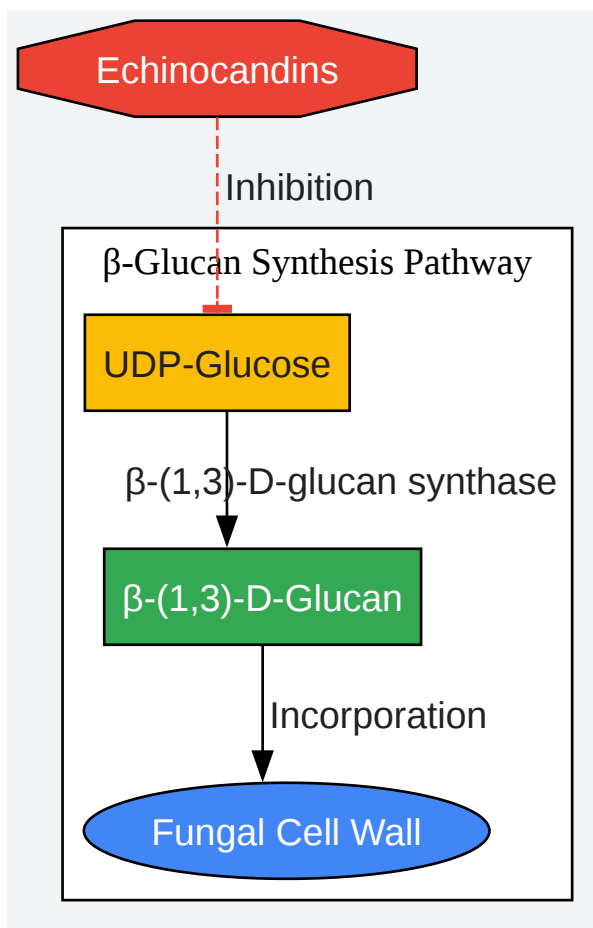 Echinocandins
Inhibition
β-Glucan Synthesis Pathway
UDP-Glucose
β-(1,3)-D-glucan synthase
β-(1,3)-D-Glucan
Incorporation
Fungal Cell Wall